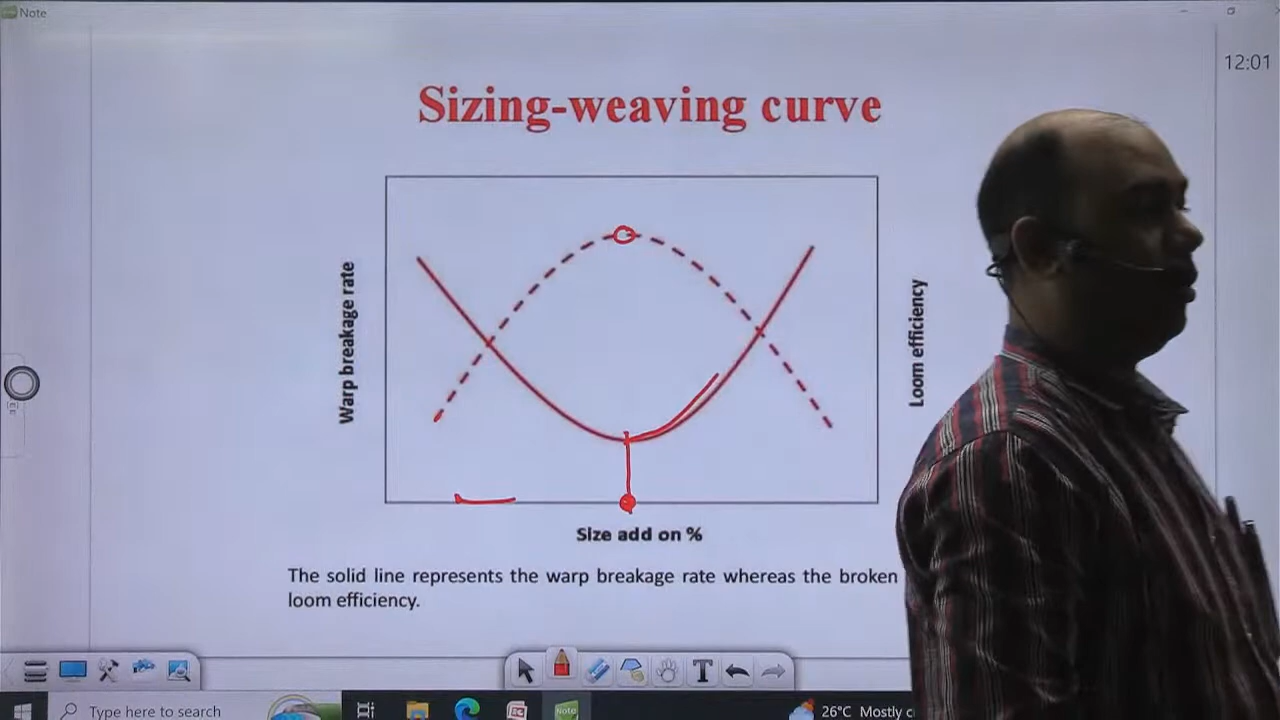 Note
12:01
Sizing-weaving curve
Warp breakage rate
Loom efficiency
Size add on %
The solid line represents the warp breakage rate whereas the broken
loom efficiency.
T
Type here to search
Note
26°C Mostly c